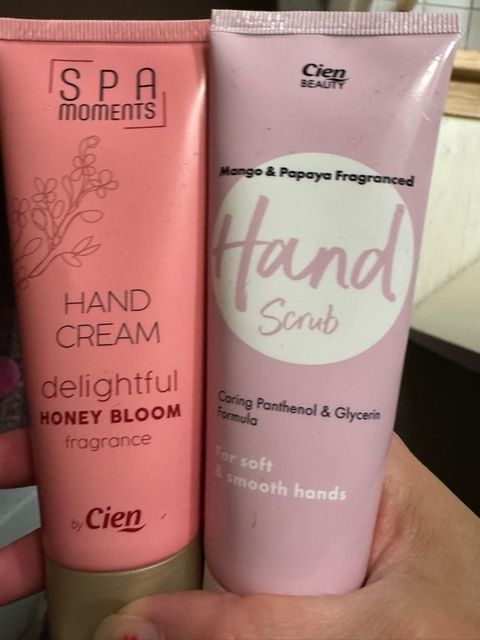 SPA
MOMENTS
HAND
CREAM
delightful
HONEY BLOOM
fragrance
by Cien
Cien
BEAUTY
Mango & Papaya Fragranced
Hand
Scrub
Caring Panthenol & Glycerin
Formula
For soft
& smooth hands